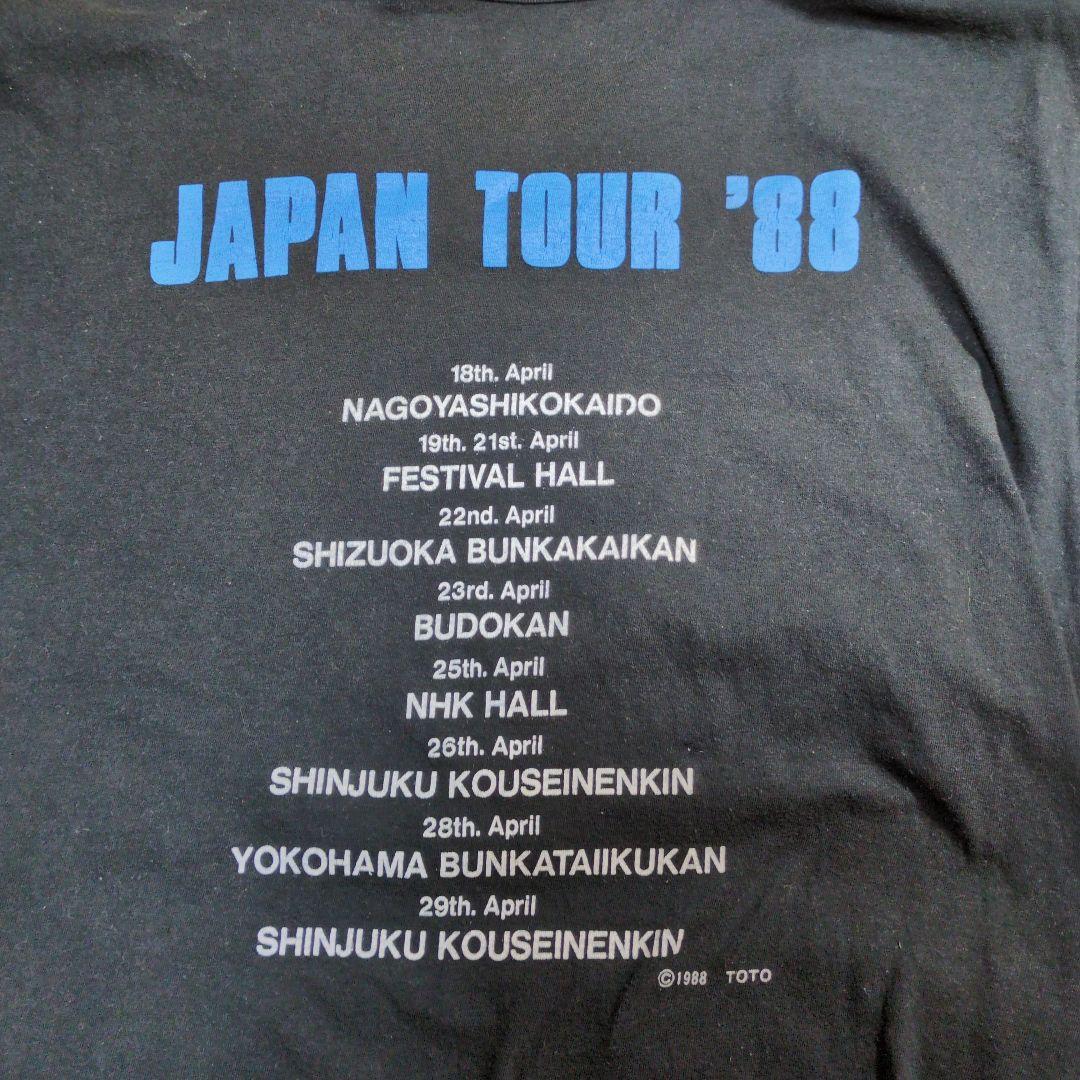 JAPAN TOUR '88
18th. April
NAGOYASHIKOKAIDO
19th. 21st. April
FESTIVAL HALL
22nd. April
SHIZUOKA BUNKAKAIKAN
23rd. April
BUDOKAN
25th. April
NHK HALL
26th. April
SHINJUKU KOUSEINENKIN
28th. April
YOKOHAMA BUNKATAIIKUKAN
29th. April
SHINJUKU KOUSEINENKIN
©1988 TOTO